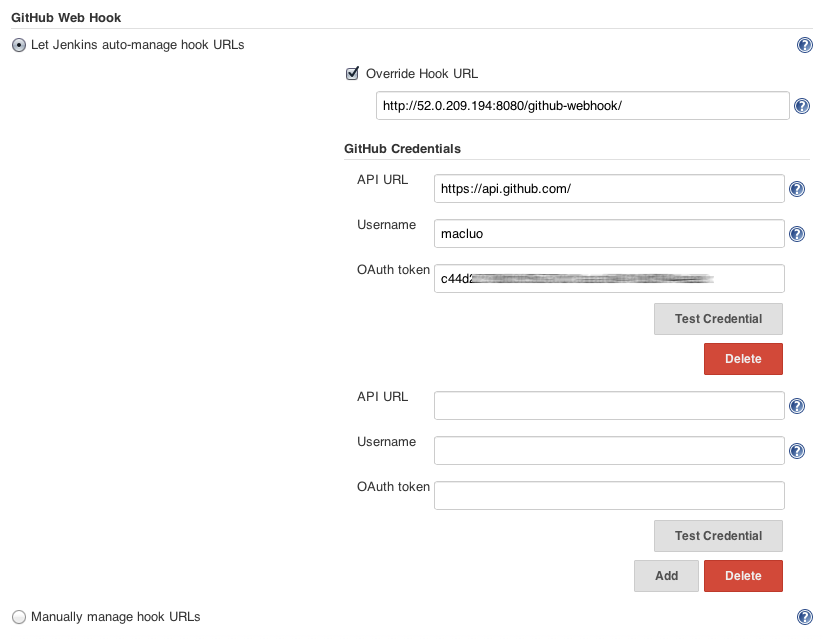 GitHub Web Hook
Let Jenkins auto-manage hook URLs
Override Hook URL
http://52.0.209.194:8080/github-webhook/
GitHub Credentials
API URL
https://api.github.com/
Username
macluo
OAuth token
c44d2
Test Credential
Delete
API URL
Username
OAuth token
Test Credential
Add Delete
Manually manage hook URLs